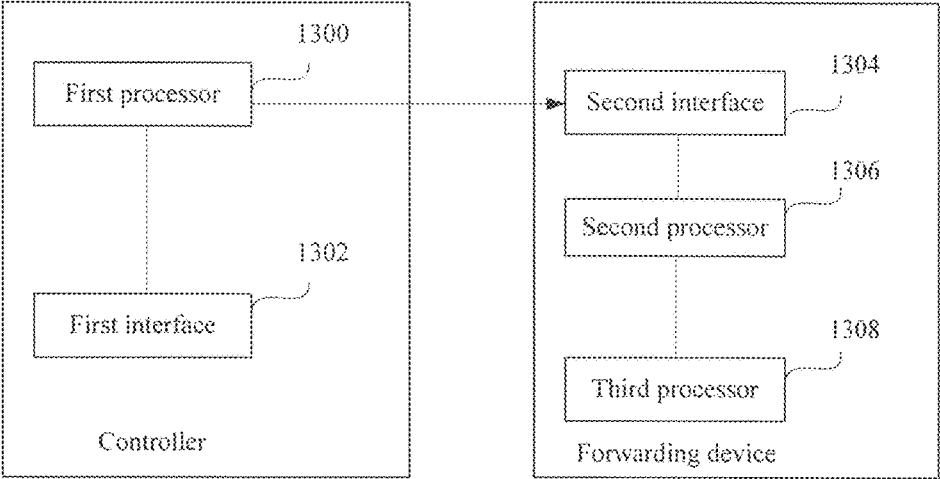 1300
First processor
1302
First interface
Controller
1304
Second interface
1306
Second processor
1308
Third processor
Forwarding device